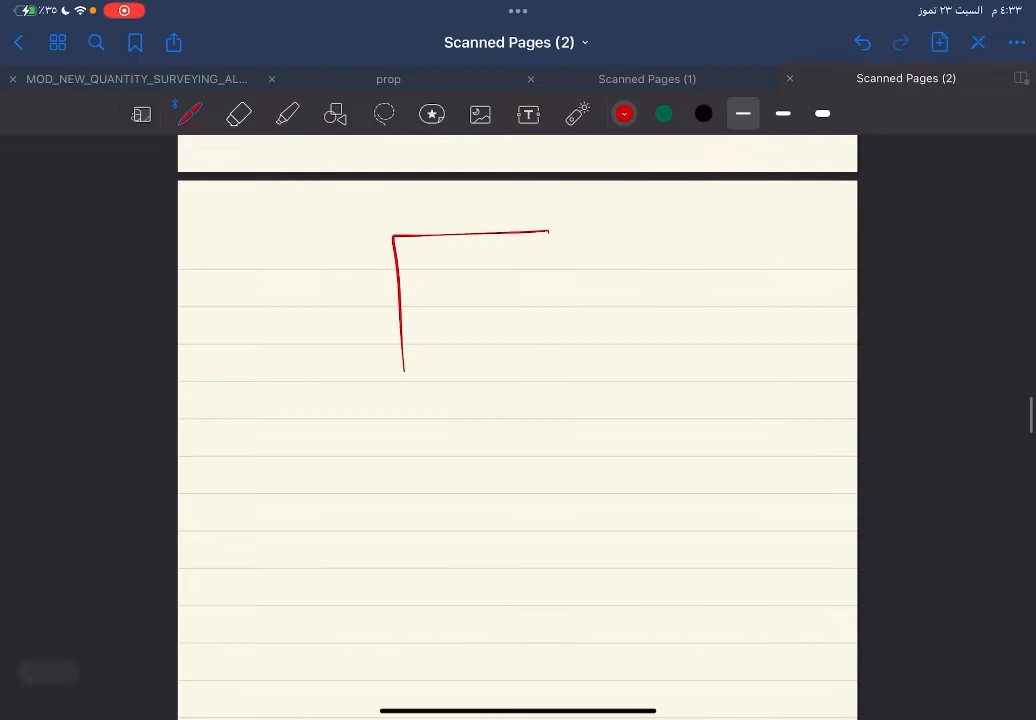 ٪٣٥ ٤:٣٣ م السبت ٢٣ تموز
Scanned Pages (2)
MOD_NEW_QUANTITY_SURVEYING_AL... prop Scanned Pages (1) Scanned Pages (2)
T